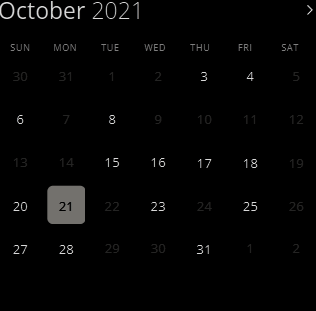 October 2021
SUN MON TUE WED THU FRI SAT
30 31 1 2 3 4 5
6 7 8 9 10 11 12
13 14 15 16 17 18 19
20 21 22 23 24 25 26
27 28 29 30 31 1 2